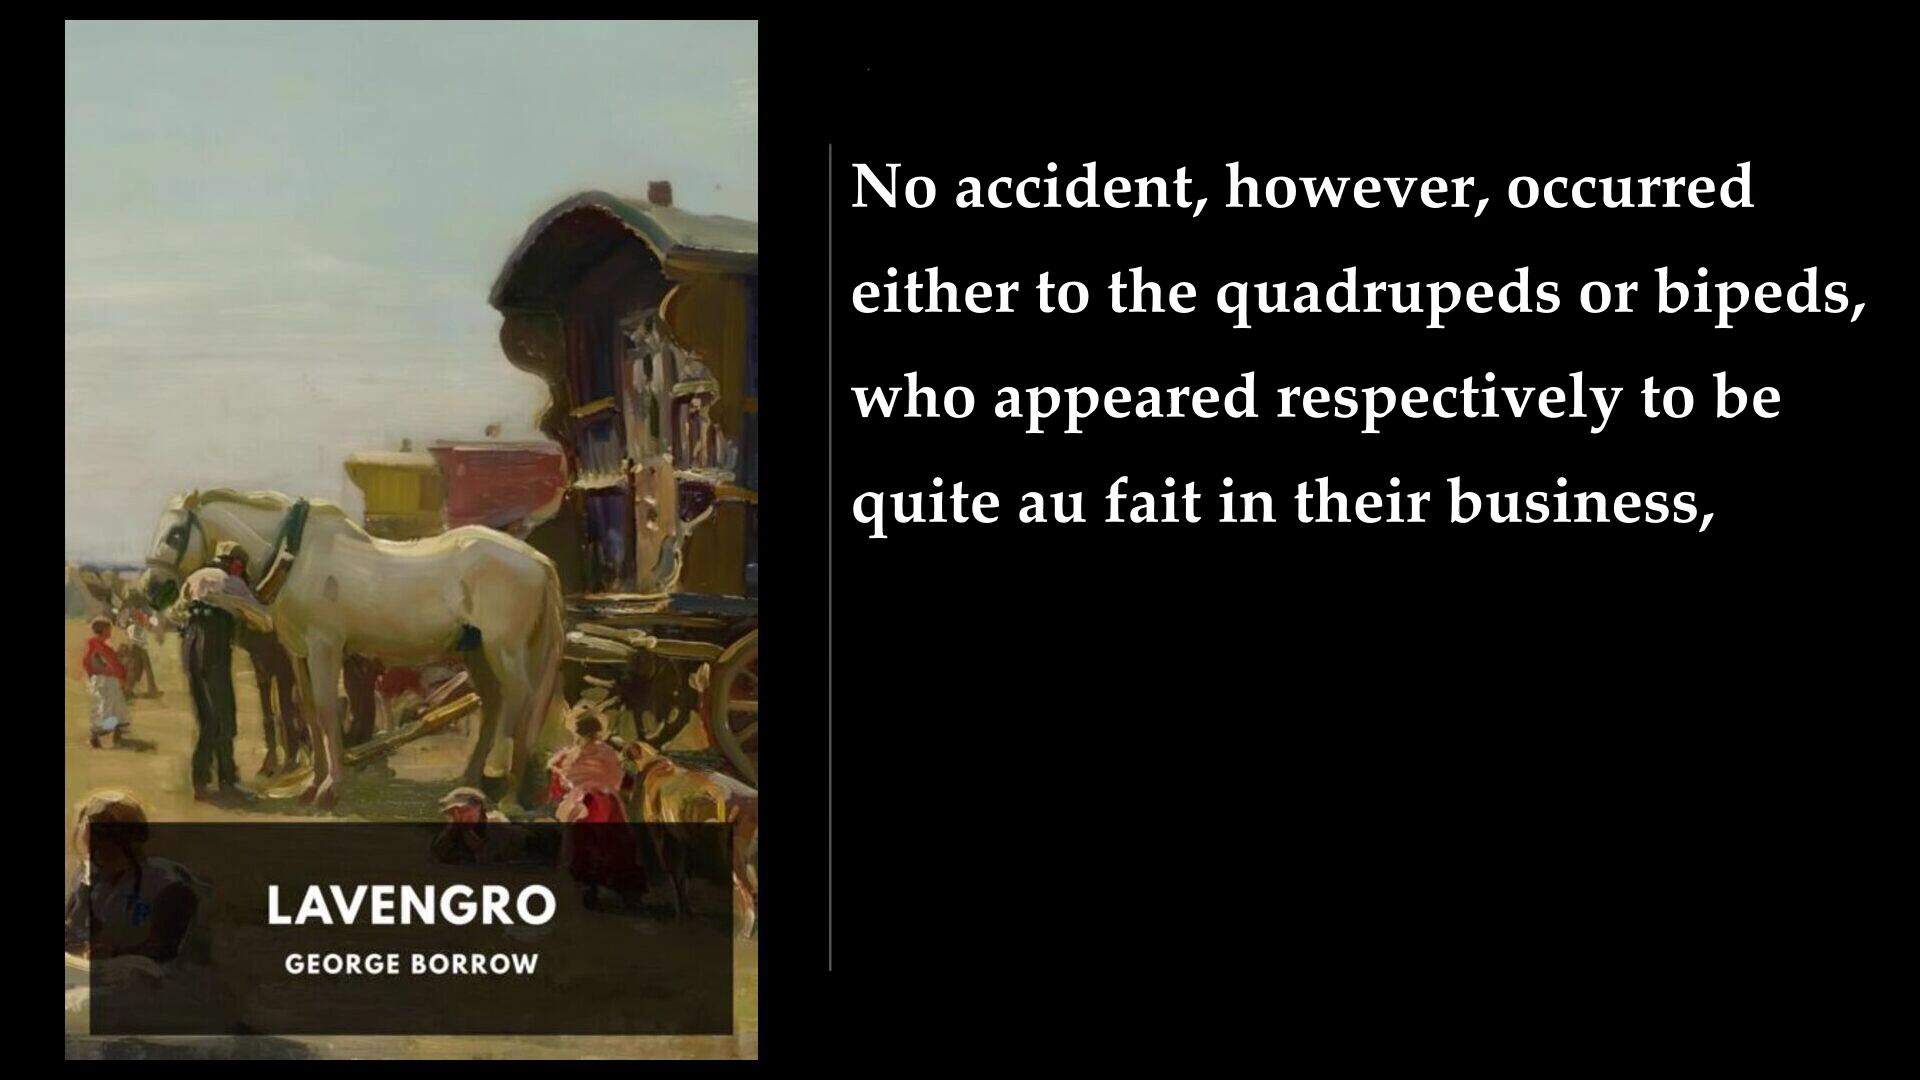 No accident, however, occurred
either to the quadrupeds or bipeds,
who appeared respectively to be
quite au fait in their business,
LAVENGRO
GEORGE BORROW